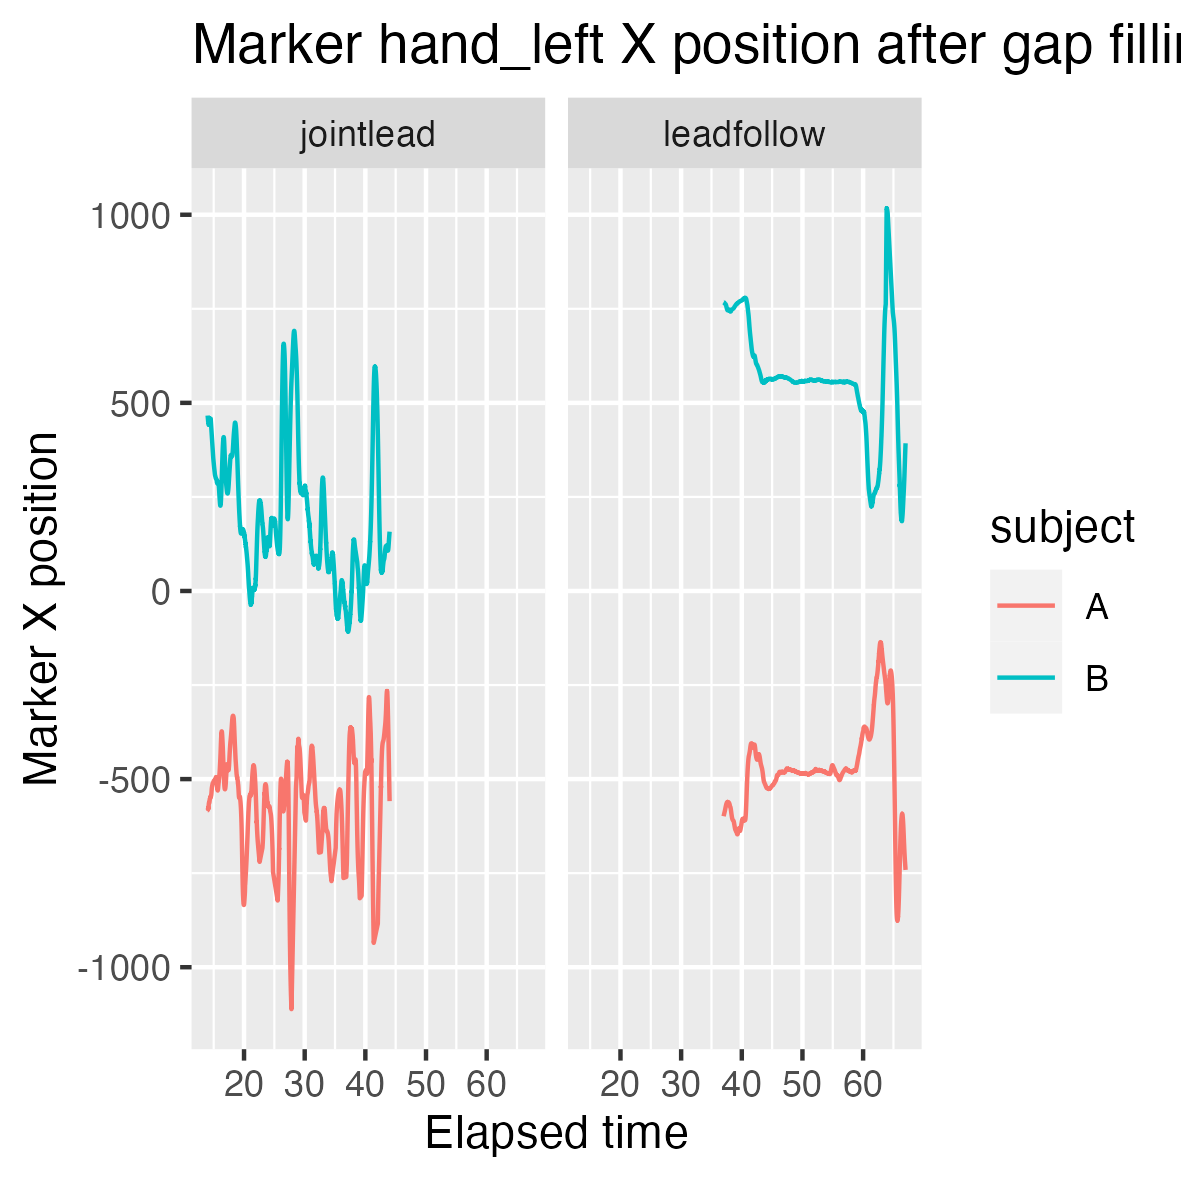 Marker hand_left X position after gap filli
jointlead
leadfollow
1000
500
0
-500
-1000
Marker X position
20 30 40 50 60
20 30 40 50 60
Elapsed time
subject
A
B